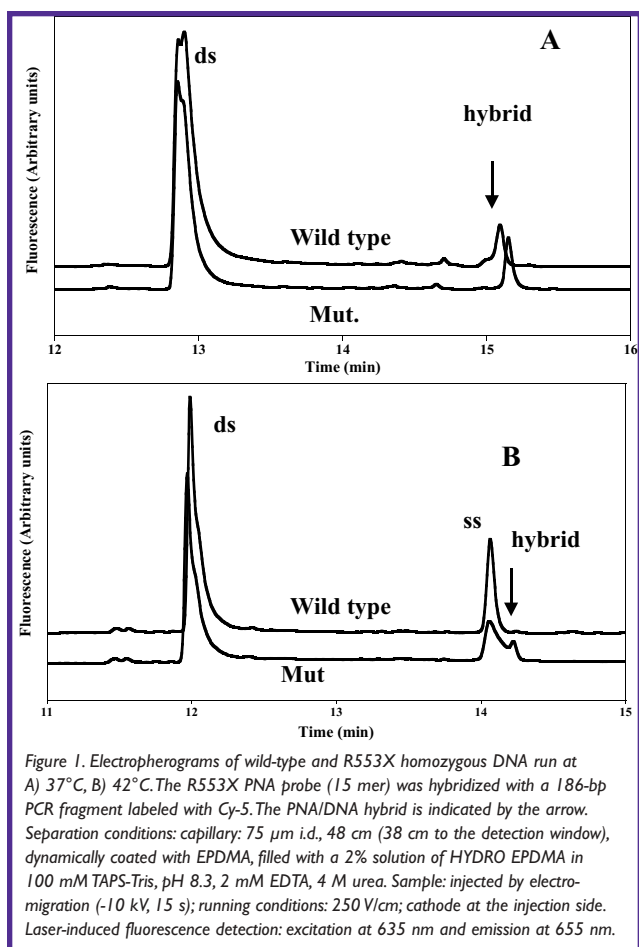 A
ds
hybrid
Wild type
Mut.
Fluorescence (Arbitrary units)
12 13 14 15 16
Time (min)
B
ds
ss
hybrid
Wild type
Mut
Fluorescence (Arbitrary units)
11 12 13 14 15
Time (min)
Figure 1. Electropherograms of wild-type and R553X homozygous DNA run at
A) 37°C, B) 42°C. The R553X PNA probe (15 mer) was hybridized with a 186-bp
PCR fragment labeled with Cy-5. The PNA/DNA hybrid is indicated by the arrow.
Separation conditions: capillary: 75 µm i.d., 48 cm (38 cm to the detection window),
dynamically coated with EPDMA, filled with a 2% solution of HYDRO EPDMA in
100 mM TAPS-Tris, pH 8.3, 2 mM EDTA, 4 M urea. Sample: injected by electro-
migration (-10 kV, 15 s); running conditions: 250 V/cm; cathode at the injection side.
Laser-induced fluorescence detection: excitation at 635 nm and emission at 655 nm.